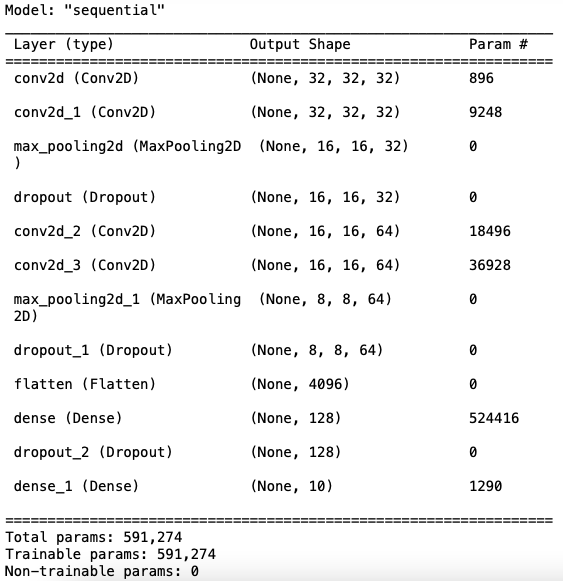 Model: "sequential"
_________________________________________________________________
Layer (type) Output Shape Param #
=================================================================
conv2d (Conv2D) (None, 32, 32, 32) 896
conv2d_1 (Conv2D) (None, 32, 32, 32) 9248
max_pooling2d (MaxPooling2D (None, 16, 16, 32) 0
)
dropout (Dropout) (None, 16, 16, 32) 0
conv2d_2 (Conv2D) (None, 16, 16, 64) 18496
conv2d_3 (Conv2D) (None, 16, 16, 64) 36928
max_pooling2d_1 (MaxPooling (None, 8, 8, 64) 0
2D)
dropout_1 (Dropout) (None, 8, 8, 64) 0
flatten (Flatten) (None, 4096) 0
dense (Dense) (None, 128) 524416
dropout_2 (Dropout) (None, 128) 0
dense_1 (Dense) (None, 10) 1290
=================================================================
Total params: 591,274
Trainable params: 591,274
Non-trainable params: 0